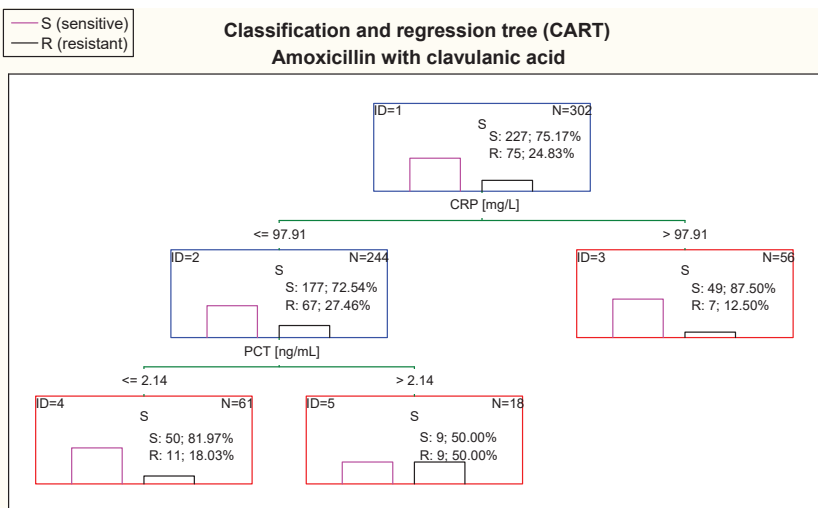 S (sensitive)
R (resistant)
Classification and regression tree (CART)
Amoxicillin with clavulanic acid
ID=1 N=302
S
S: 227; 75.17%
R: 75; 24.83%
CRP [mg/L]
<= 97.91 > 97.91
ID=2 N=244
S
S: 177; 72.54%
R: 67; 27.46%
ID=3 N=56
S
S: 49; 87.50%
R: 7; 12.50%
PCT [ng/mL]
<= 2.14 > 2.14
ID=4 N=61
S
S: 50; 81.97%
R: 11; 18.03%
ID=5 N=18
S
S: 9; 50.00%
R: 9; 50.00%